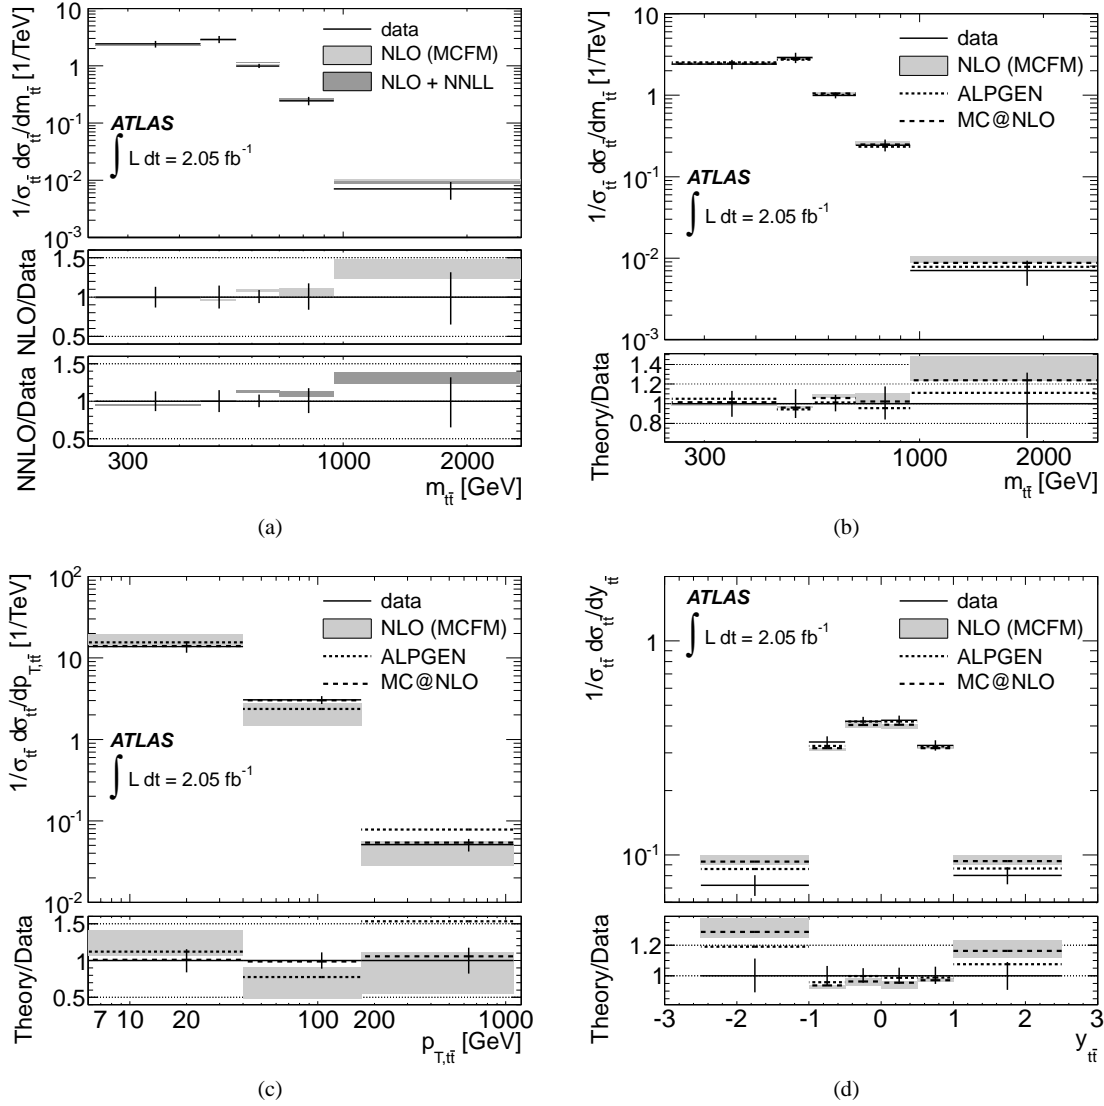 1/σ_tt̄ dσ_tt̄/dm_tt̄ [1/TeV]
10
1
10⁻¹
10⁻²
10⁻³
data
NLO (MCFM)
NLO + NNLL
ATLAS
∫ L dt = 2.05 fb⁻¹
NLO/Data
1.5
1
0.5
NNLO/Data
1.5
1
0.5
300 1000 2000
m_tt̄ [GeV]
(a)
1/σ_tt̄ dσ_tt̄/dm_tt̄ [1/TeV]
10
1
10⁻¹
10⁻²
10⁻³
data
NLO (MCFM)
ALPGEN
MC@NLO
ATLAS
∫ L dt = 2.05 fb⁻¹
Theory/Data
1.4
1.2
1
0.8
300 1000 2000
m_tt̄ [GeV]
(b)
1/σ_tt̄ dσ_tt̄/dp_T,tt̄ [1/TeV]
10²
10
1
10⁻¹
10⁻²
data
NLO (MCFM)
ALPGEN
MC@NLO
ATLAS
∫ L dt = 2.05 fb⁻¹
Theory/Data
1.5
1
0.5
7 10 20 100 200 1000
p_T,tt̄ [GeV]
(c)
1/σ_tt̄ dσ_tt̄/dy_tt̄
1
10⁻¹
ATLAS
∫ L dt = 2.05 fb⁻¹
data
NLO (MCFM)
ALPGEN
MC@NLO
Theory/Data
1.2
1
-3 -2 -1 0 1 2 3
y_tt̄
(d)